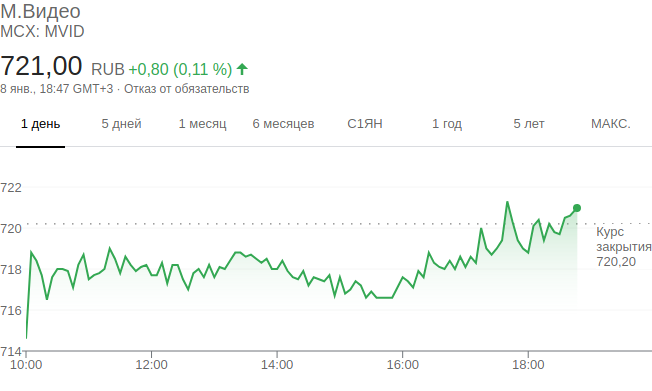 М.Видео
MCX: MVID
721,00 RUB +0,80 (0,11 %)
8 янв., 18:47 GMT+3 · Отказ от обязательств
1 день 5 дней 1 месяц 6 месяцев С1ЯН 1 год 5 лет МАКС.
722
720
Курс
закрытия
720,20
718
716
714
10:00 12:00 14:00 16:00 18:00